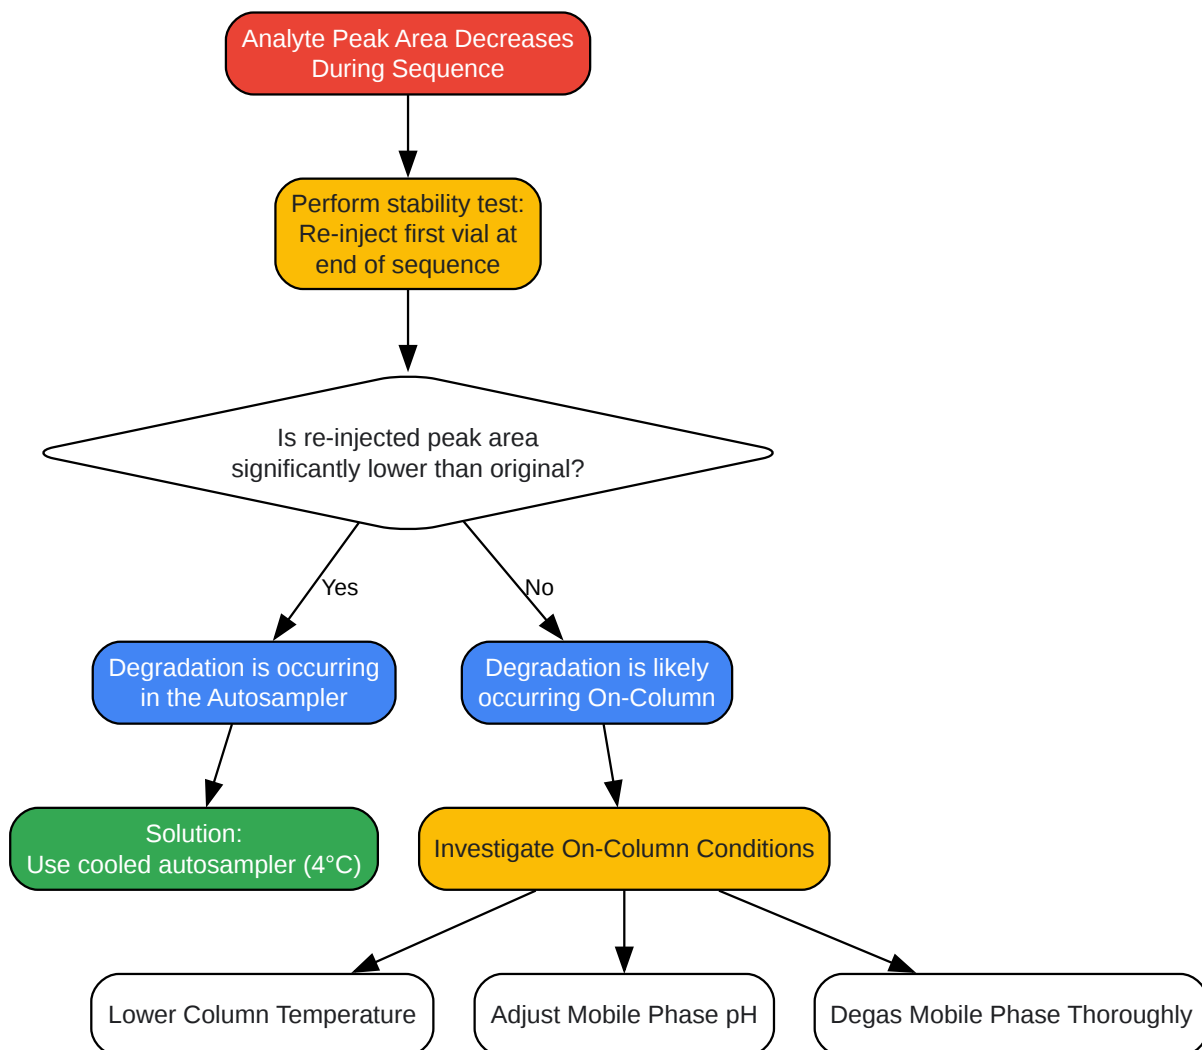 Analyte Peak Area Decreases
During Sequence
Perform stability test:
Re-inject first vial at
end of sequence
Is re-injected peak area
significantly lower than original?
Yes
No
Degradation is occurring
in the Autosampler
Degradation is likely
occurring On-Column
Solution:
Use cooled autosampler (4°C)
Investigate On-Column Conditions
Lower Column Temperature
Adjust Mobile Phase pH
Degas Mobile Phase Thoroughly